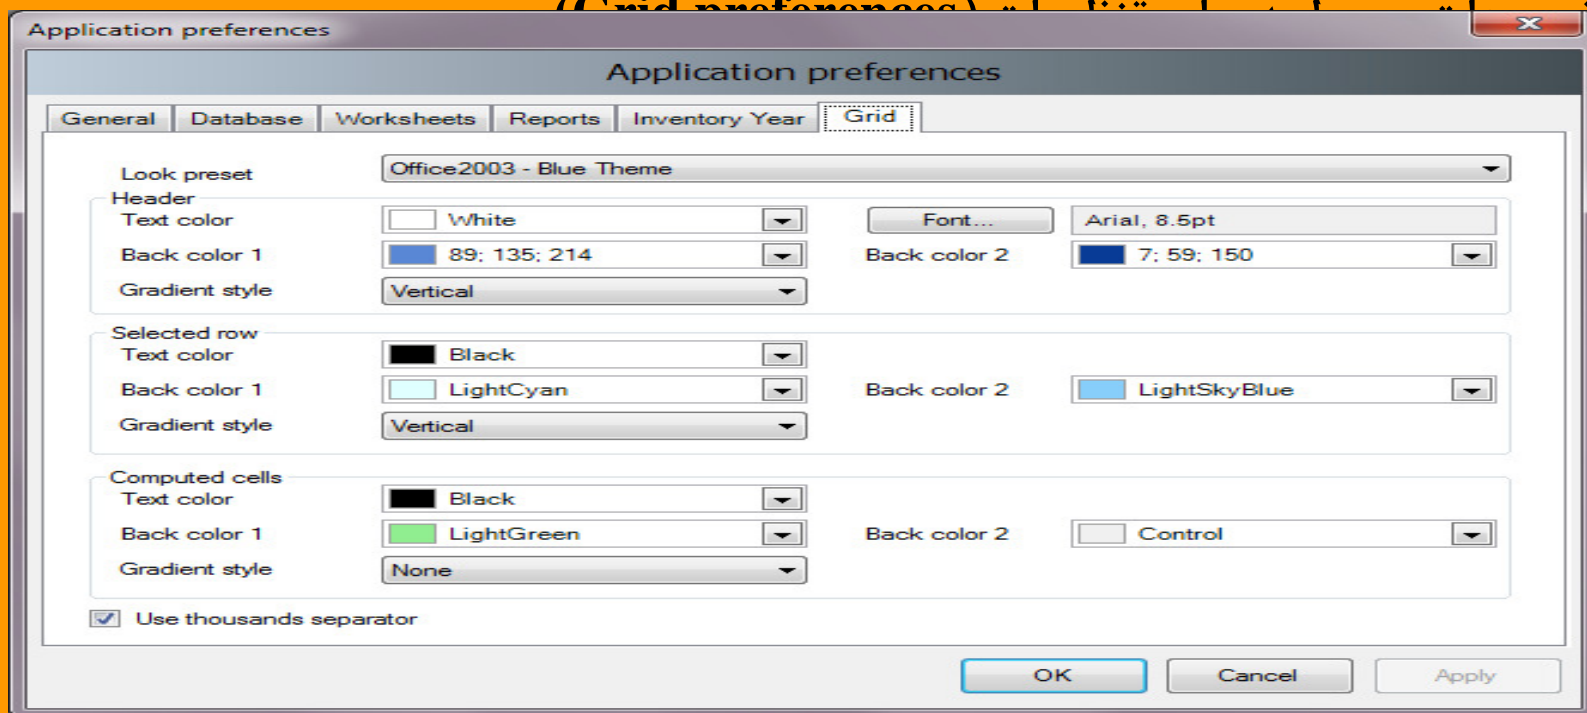 (Grid preferences)
Application preferences
Application preferences
General Database Worksheets Reports Inventory Year Grid
Look preset Office2003 - Blue Theme
Header
Text color White Font... Arial, 8.5pt
Back color 1 89; 135; 214 Back color 2 7; 59; 150
Gradient style Vertical
Selected row
Text color Black
Back color 1 LightCyan Back color 2 LightSkyBlue
Gradient style Vertical
Computed cells
Text color Black
Back color 1 LightGreen Back color 2 Control
Gradient style None
Use thousands separator
OK Cancel Apply